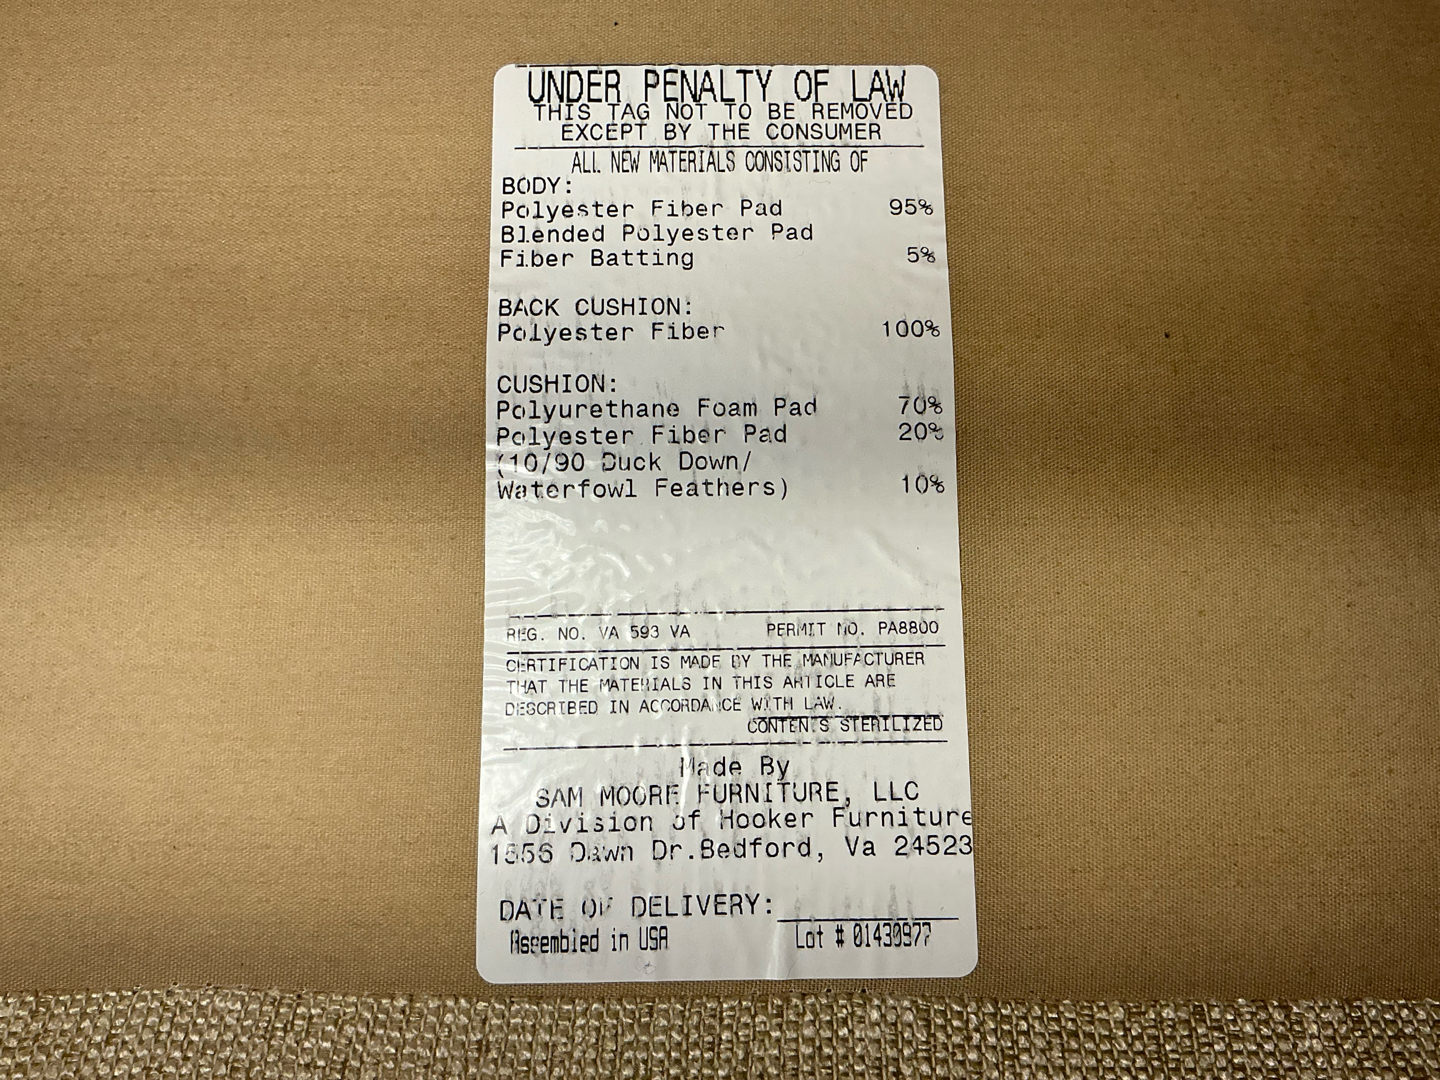 UNDER PENALTY OF LAW
THIS TAG NOT TO BE REMOVED
EXCEPT BY THE CONSUMER
ALL NEW MATERIALS CONSISTING OF
BODY:
Polyester Fiber Pad 95%
Blended Polyester Pad
Fiber Batting 5%
BACK CUSHION:
Polyester Fiber 100%
CUSHION:
Polyurethane Foam Pad 70%
Polyester Fiber Pad 20%
(10/90 Duck Down/
Waterfowl Feathers) 10%
REG. NO. VA 593 VA PERMIT NO. PA8800
CERTIFICATION IS MADE BY THE MANUFACTURER
THAT THE MATERIALS IN THIS ARTICLE ARE
DESCRIBED IN ACCORDANCE WITH LAW.
CONTENTS STERILIZED
Made By
SAM MOORE FURNITURE, LLC
A Division of Hooker Furniture
1556 Dawn Dr.Bedford, Va 24523
DATE OF DELIVERY:
Assembled in USA Lot # 01430977